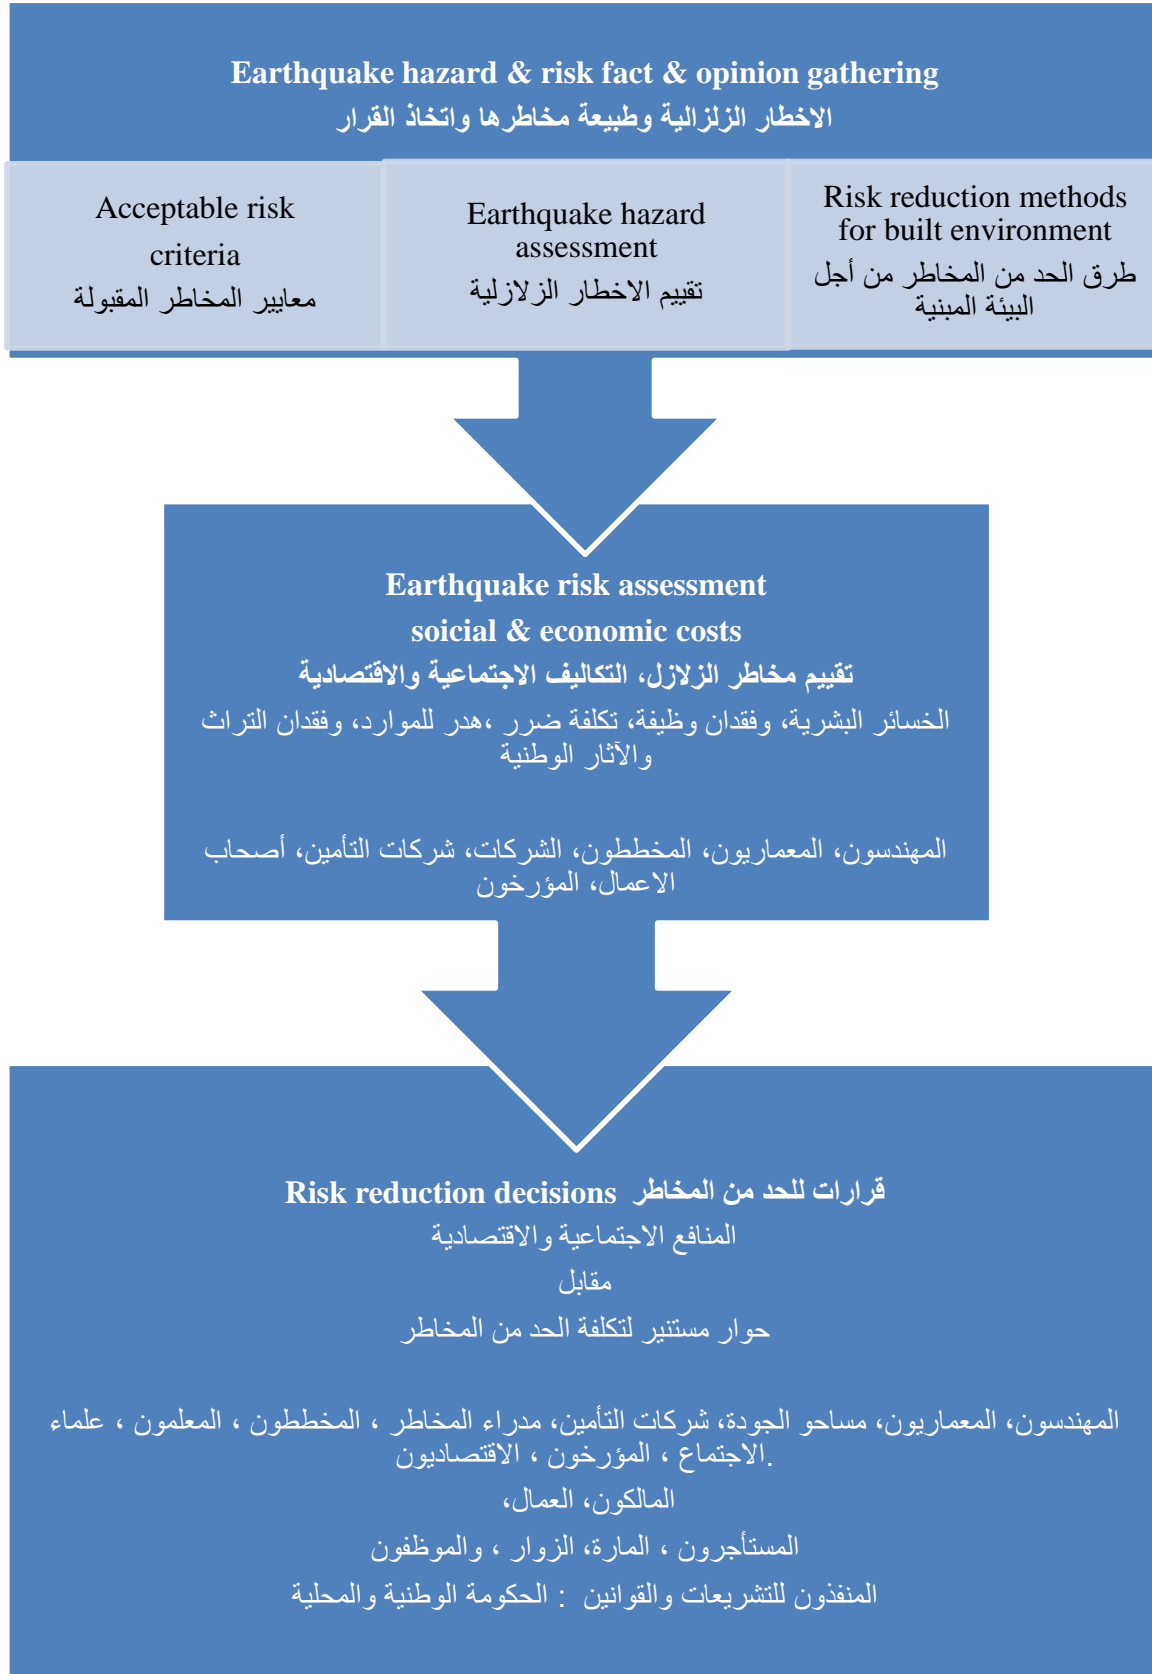 Earthquake hazard & risk fact & opinion gathering
الاخطار الزلزالية وطبيعة مخاطرها واتخاذ القرار
Acceptable risk
criteria
معايير المخاطر المقبولة
Earthquake hazard
assessment
تقييم الاخطار الزلازلية
Risk reduction methods
for built environment
طرق الحد من المخاطر من أجل
البيئة المبنية
Earthquake risk assessment
soicial & economic costs
تقييم مخاطر الزلازل، التكاليف الاجتماعية والاقتصادية
الخسائر البشرية، وفقدان وظيفة، تكلفة ضرر ،هدر للموارد، وفقدان التراث
والآثار الوطنية
المهندسون، المعماريون، المخططون، الشركات، شركات التأمين، أصحاب
الاعمال، المؤرخون
Risk reduction decisions قرارات للحد من المخاطر
المنافع الاجتماعية والاقتصادية
مقابل
حوار مستنير لتكلفة الحد من المخاطر
المهندسون، المعماريون، مساحو الجودة، شركات التأمين، مدراء المخاطر ، المخططون ، المعلمون ، علماء
الاجتماع ، المؤرخون ، الاقتصاديون.
المالكون، العمال،
المستأجرون ، المارة، الزوار ، والموظفون
المنفذون للتشريعات والقوانين : الحكومة الوطنية والمحلية